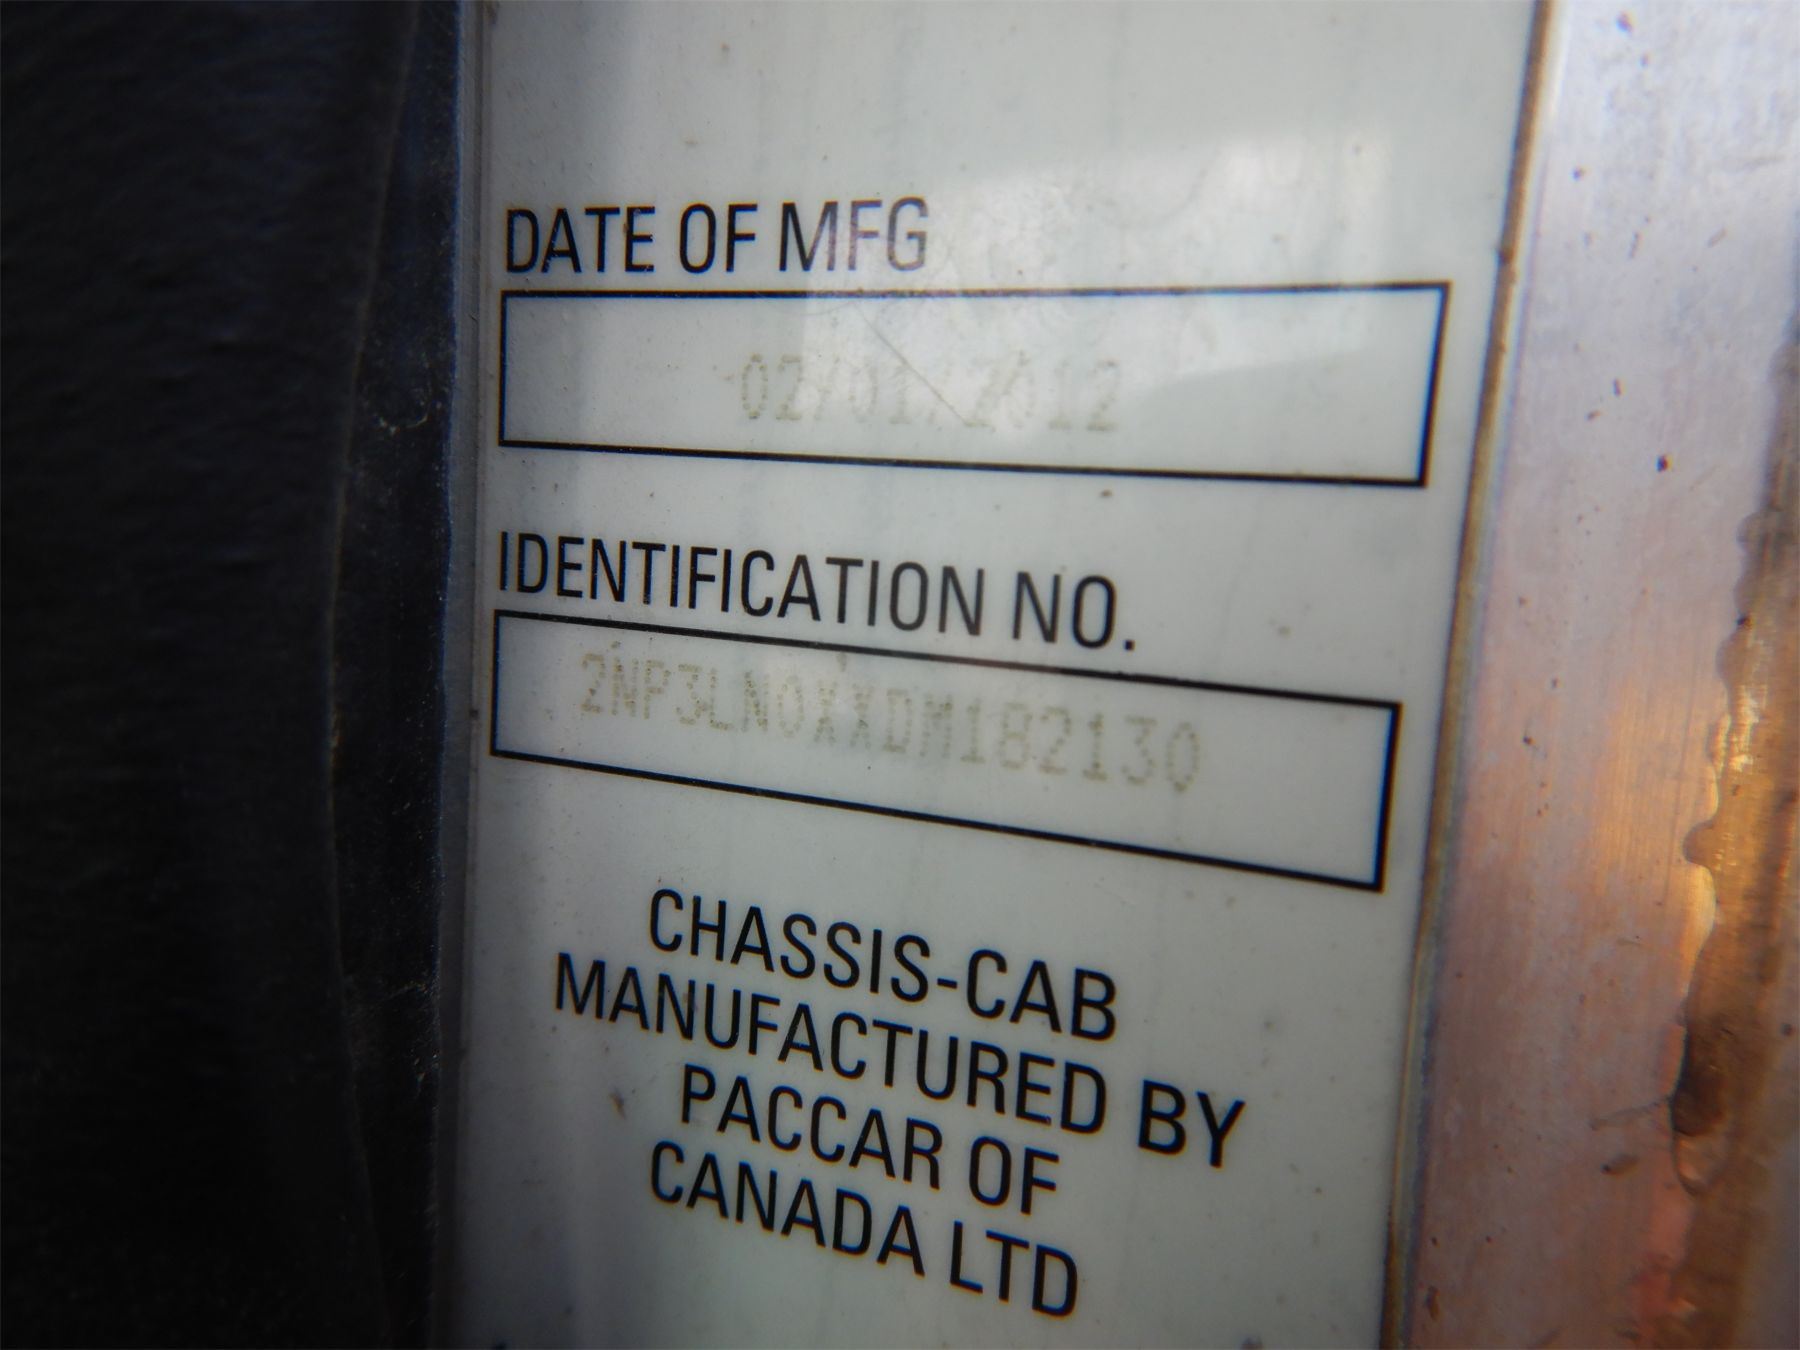 DATE OF MFG
02/01/2012
IDENTIFICATION NO.
2NP3LN0XXDM182130
CHASSIS-CAB
MANUFACTURED BY
PACCAR OF
CANADA LTD